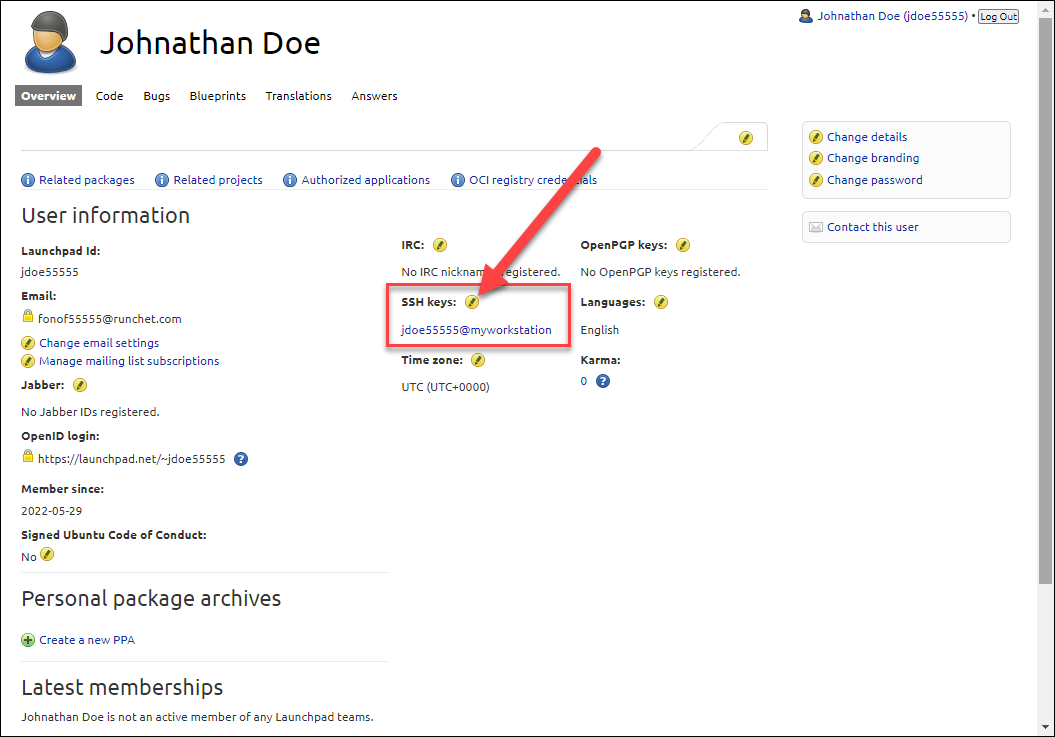 Johnathan Doe (jdoe55555) • Log Out
Johnathan Doe
Overview Code Bugs Blueprints Translations Answers
Change details
Change branding
Change password
Contact this user
Related packages Related projects Authorized applications OCI registry credentials
User information
Launchpad Id:
jdoe55555
Email:
fonof55555@runchet.com
Change email settings
Manage mailing list subscriptions
Jabber:
No Jabber IDs registered.
OpenID login:
https://launchpad.net/~jdoe55555
Member since:
2022-05-29
Signed Ubuntu Code of Conduct:
No
IRC:
No IRC nicknames registered.
SSH keys:
jdoe55555@myworkstation
Time zone:
UTC (UTC+0000)
OpenPGP keys:
No OpenPGP keys registered.
Languages:
English
Karma:
0
Personal package archives
Create a new PPA
Latest memberships
Johnathan Doe is not an active member of any Launchpad teams.